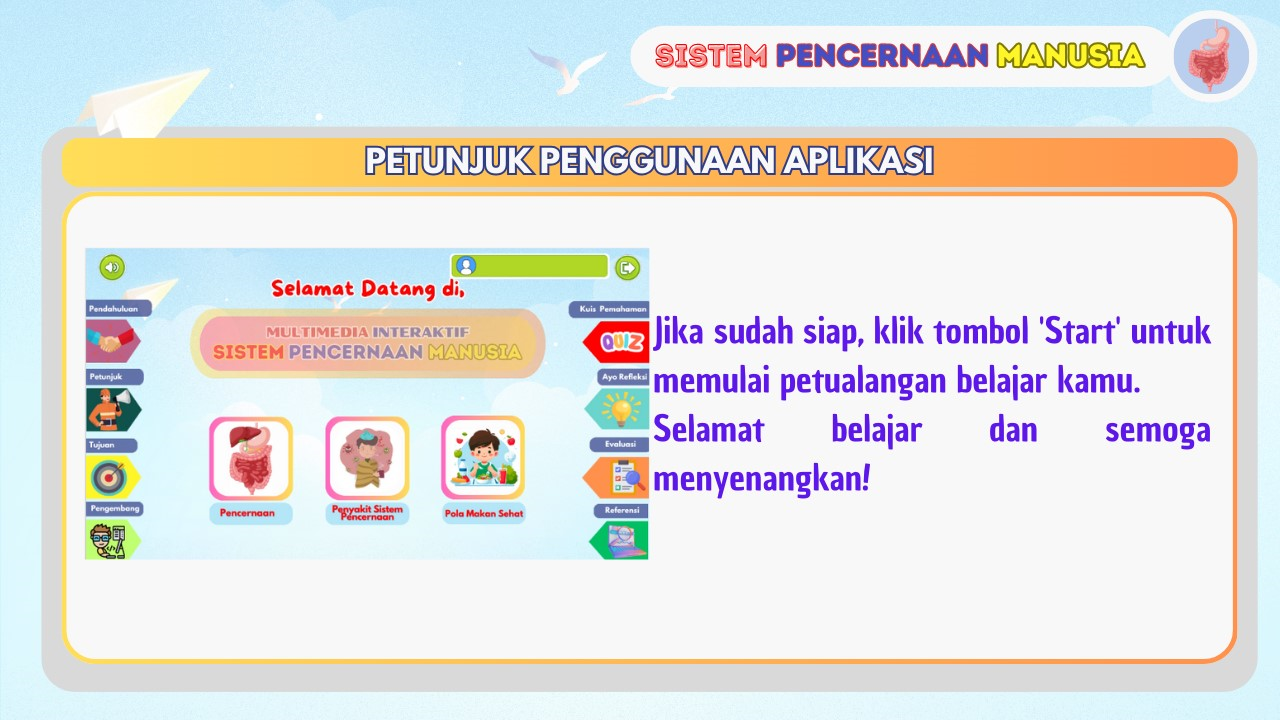 SISTEM PENCERNAAN MANUSIA
PETUNJUK PENGGUNAAN APLIKASI
Selamat Datang di,
Pendahuluan
Kuis Pemahaman
MULTIMEDIA INTERAKTIF
SISTEM PENCERNAAN MANUSIA
QUIZ
Petunjuk
Ayo Refleksi
Tujuan
Evaluasi
Pengembang
Referensi
Pencernaan
Penyakit Sistem
Pencernaan
Pola Makan Sehat
Jika sudah siap, klik tombol 'Start' untuk
memulai petualangan belajar kamu.
Selamat belajar dan semoga
menyenangkan!